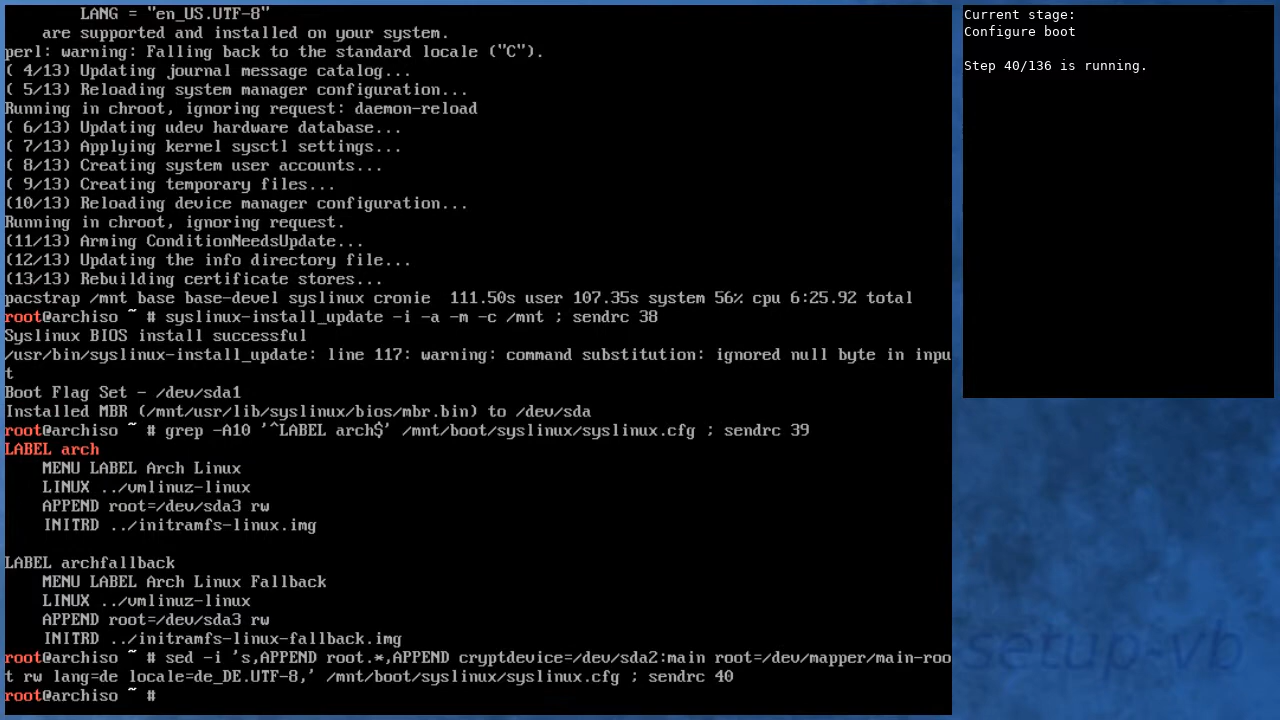 LANG = "en_US.UTF-8"
    are supported and installed on your system.
perl: warning: Falling back to the standard locale ("C").
( 4/13) Updating journal message catalog...
( 5/13) Reloading system manager configuration...
Running in chroot, ignoring request: daemon-reload
( 6/13) Updating udev hardware database...
( 7/13) Applying kernel sysctl settings...
( 8/13) Creating system user accounts...
( 9/13) Creating temporary files...
(10/13) Reloading device manager configuration...
Running in chroot, ignoring request.
(11/13) Arming ConditionNeedsUpdate...
(12/13) Updating the info directory file...
(13/13) Rebuilding certificate stores...
pacstrap /mnt base base-devel syslinux cronie  111.50s user 107.35s system 56% cpu 6:25.92 total
root@archiso ~ # syslinux-install_update -i -a -m -c /mnt ; sendrc 38
Syslinux BIOS install successful
/usr/bin/syslinux-install_update: line 117: warning: command substitution: ignored null byte in inpu
t
Boot Flag Set - /dev/sda1
Installed MBR (/mnt/usr/lib/syslinux/bios/mbr.bin) to /dev/sda
root@archiso ~ # grep -A10 '^LABEL arch$' /mnt/boot/syslinux/syslinux.cfg ; sendrc 39
LABEL arch
    MENU LABEL Arch Linux
    LINUX ../vmlinuz-linux
    APPEND root=/dev/sda3 rw
    INITRD ../initramfs-linux.img

LABEL archfallback
    MENU LABEL Arch Linux Fallback
    LINUX ../vmlinuz-linux
    APPEND root=/dev/sda3 rw
    INITRD ../initramfs-linux-fallback.img
root@archiso ~ # sed -i 's,APPEND root.*,APPEND cryptdevice=/dev/sda2:main root=/dev/mapper/main-roo
t rw lang=de locale=de_DE.UTF-8,' /mnt/boot/syslinux/syslinux.cfg ; sendrc 40
root@archiso ~ #
Current stage:
Configure boot

Step 40/136 is running.
setup-vb